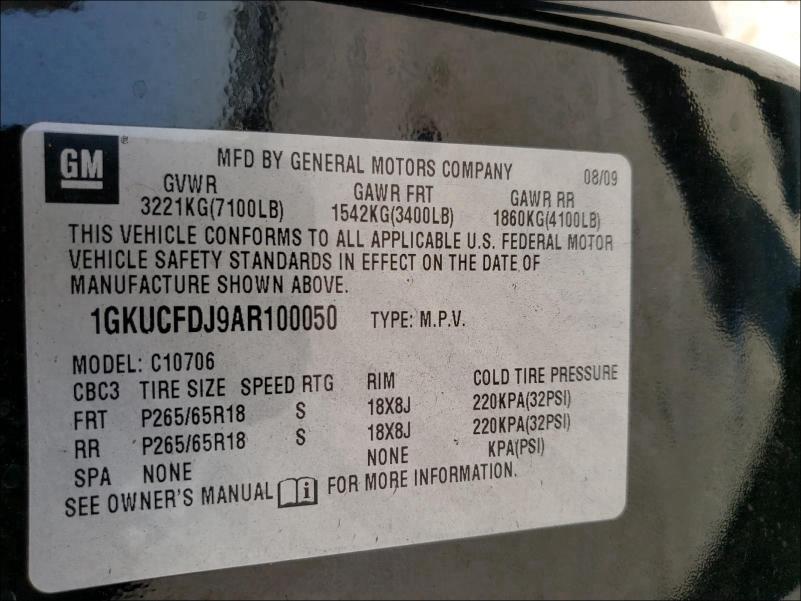 GM
MFD BY GENERAL MOTORS COMPANY 08/09
GVWR GAWR FRT GAWR RR
3221KG(7100LB) 1542KG(3400LB) 1860KG(4100LB)
THIS VEHICLE CONFORMS TO ALL APPLICABLE U.S. FEDERAL MOTOR
VEHICLE SAFETY STANDARDS IN EFFECT ON THE DATE OF
MANUFACTURE SHOWN ABOVE.
1GKUCFDJ9AR100050 TYPE: M.P.V.
MODEL: C10706
CBC3 TIRE SIZE SPEED RTG RIM COLD TIRE PRESSURE
FRT P265/65R18 S 18X8J 220KPA(32PSI)
RR P265/65R18 S 18X8J 220KPA(32PSI)
SPA NONE NONE KPA(PSI)
SEE OWNER'S MANUAL i FOR MORE INFORMATION.